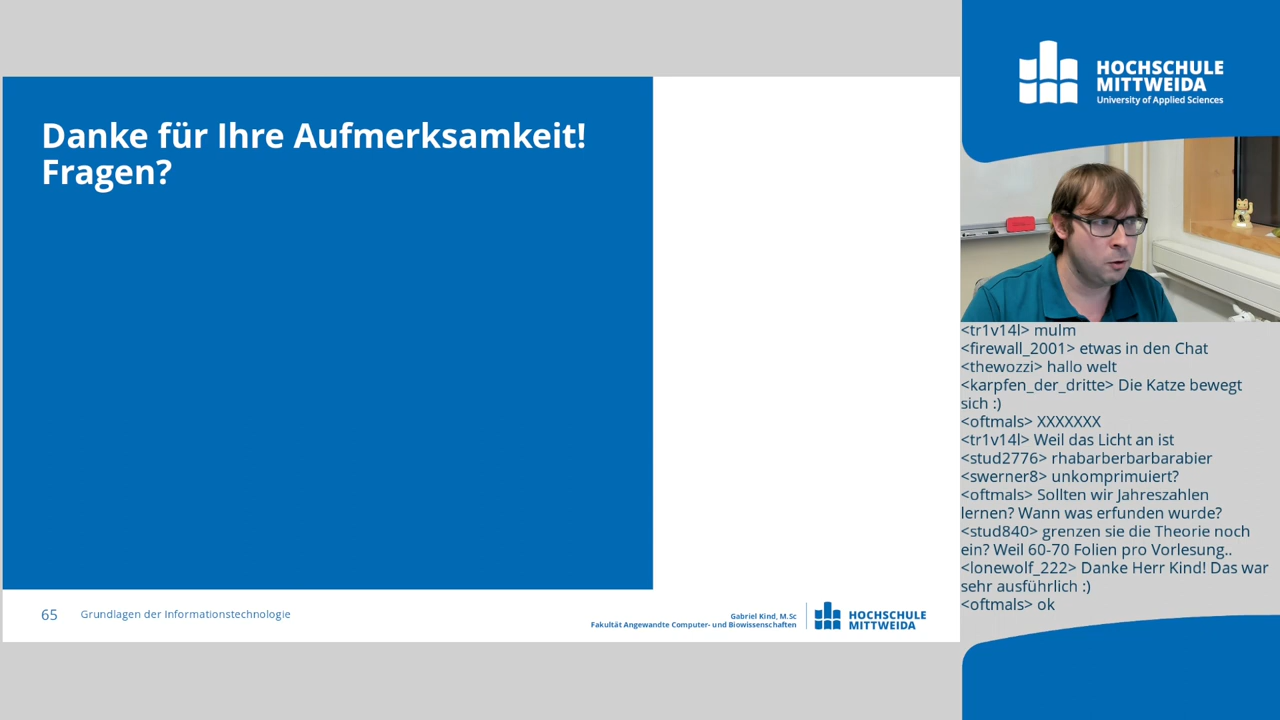 Danke für Ihre Aufmerksamkeit!
Fragen?
65 Grundlagen der Informationstechnologie
Gabriel Kind, M.Sc
Fakultät Angewandte Computer- und Biowissenschaften
HOCHSCHULE
MITTWEIDA
HOCHSCHULE
MITTWEIDA
University of Applied Sciences
<tr1v14l> mulm
<firewall_2001> etwas in den Chat
<thewozzi> hallo welt
<karpfen_der_dritte> Die Katze bewegt
sich :)
<oftmals> XXXXXXX
<tr1v14l> Weil das Licht an ist
<stud2776> rhabarberbarbarabier
<swerner8> unkomprimuiert?
<oftmals> Sollten wir Jahreszahlen
lernen? Wann was erfunden wurde?
<stud840> grenzen sie die Theorie noch
ein? Weil 60-70 Folien pro Vorlesung..
<lonewolf_222> Danke Herr Kind! Das war
sehr ausführlich :)
<oftmals> ok